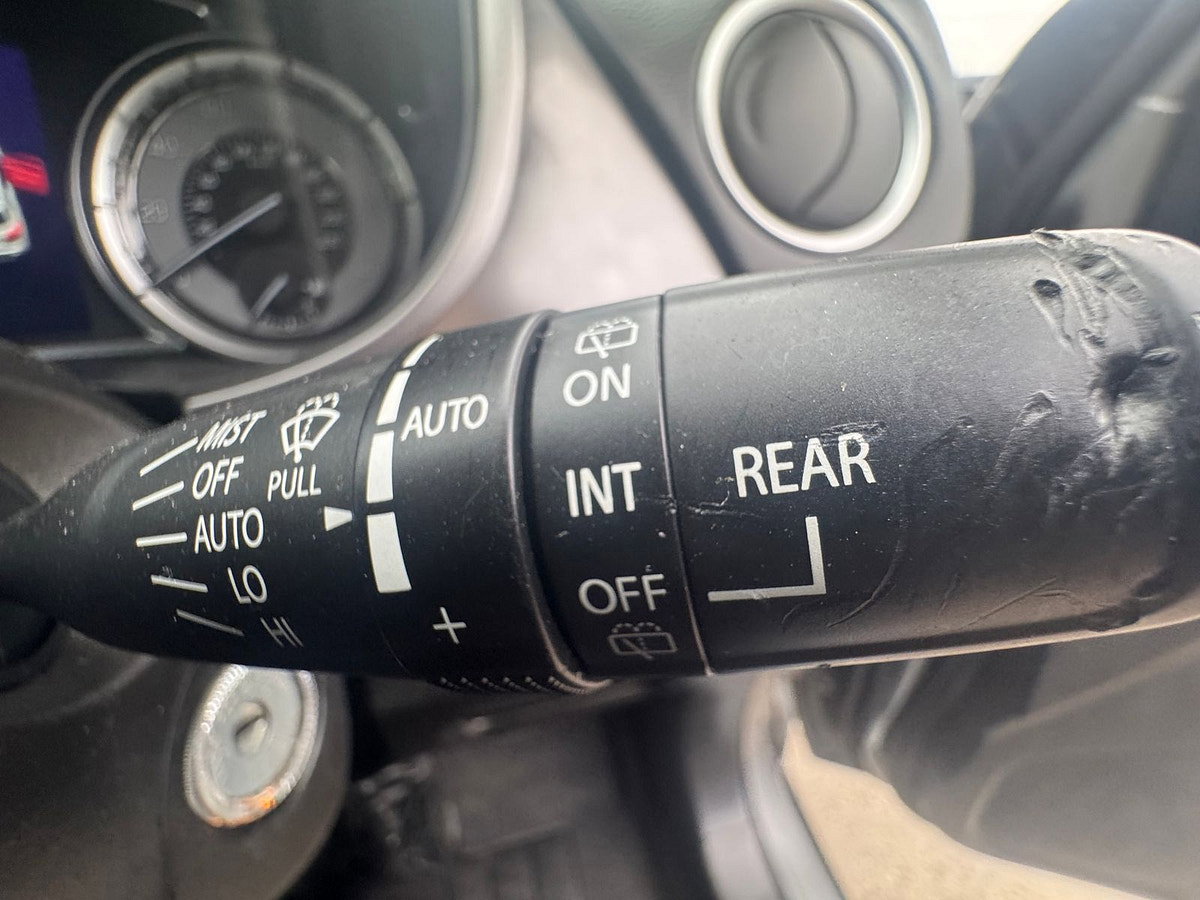 MIST
OFF
AUTO
LO
HI
PULL
AUTO
+
ON
INT
OFF
REAR